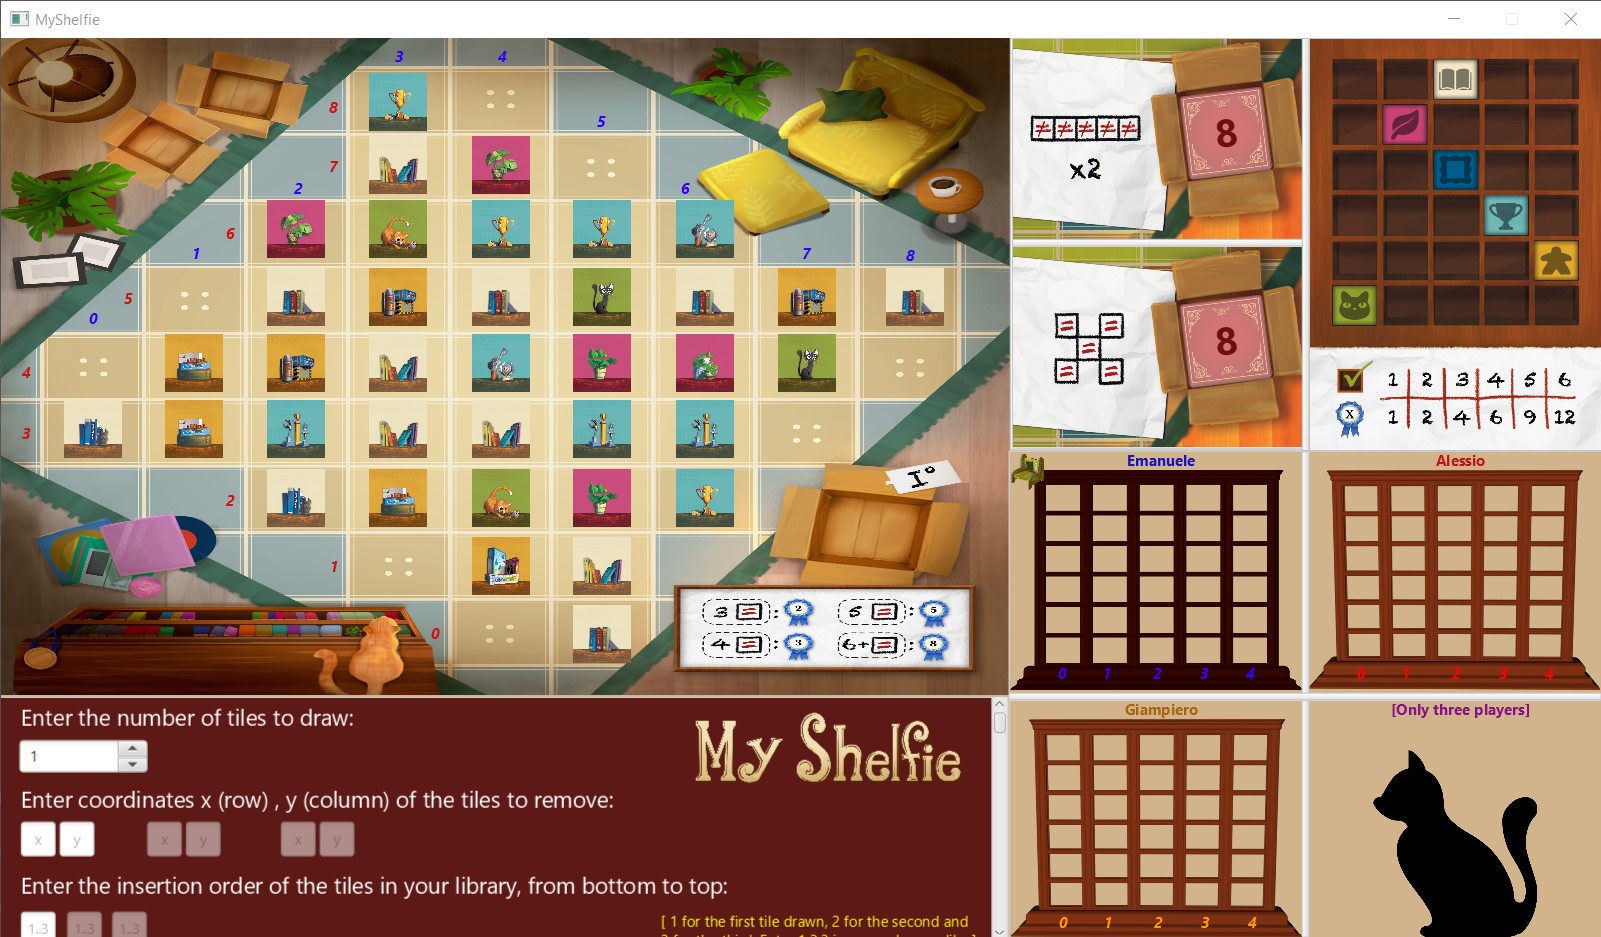 MyShelfie
3 4
8
5
7
2 6
6
1 7 8
5
0
4
3
2
1
0
I°
3 = : 2 5 = : 5
4 = : 3 6+ = : 8
≠ ≠ ≠ ≠ ≠
x2
8
= =
=
= =
8
1 2 3 4 5 6
X 1 2 4 6 9 12
Emanuele
0 1 2 3 4
Alessio
0 1 2 3 4
Giampiero
0 1 2 3 4
[Only three players]
Enter the number of tiles to draw:
1
My Shelfie
Enter coordinates x (row) , y (column) of the tiles to remove:
x y x y x y
Enter the insertion order of the tiles in your library, from bottom to top:
1..3 1..3 1..3
[ 1 for the first tile drawn, 2 for the second and